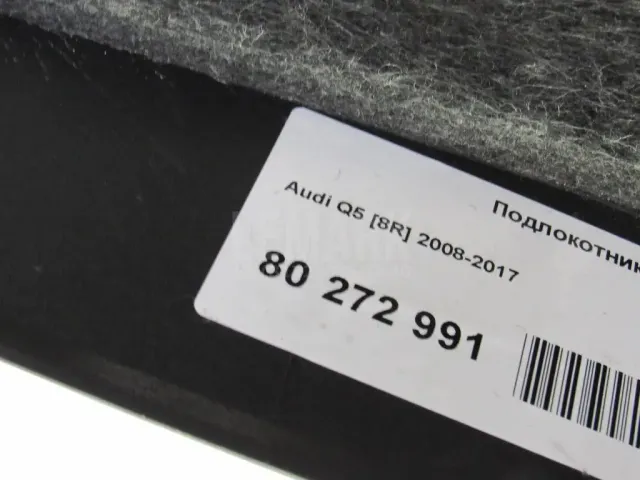 Подлокотник
Audi Q5 [8R] 2008-2017
80 272 991